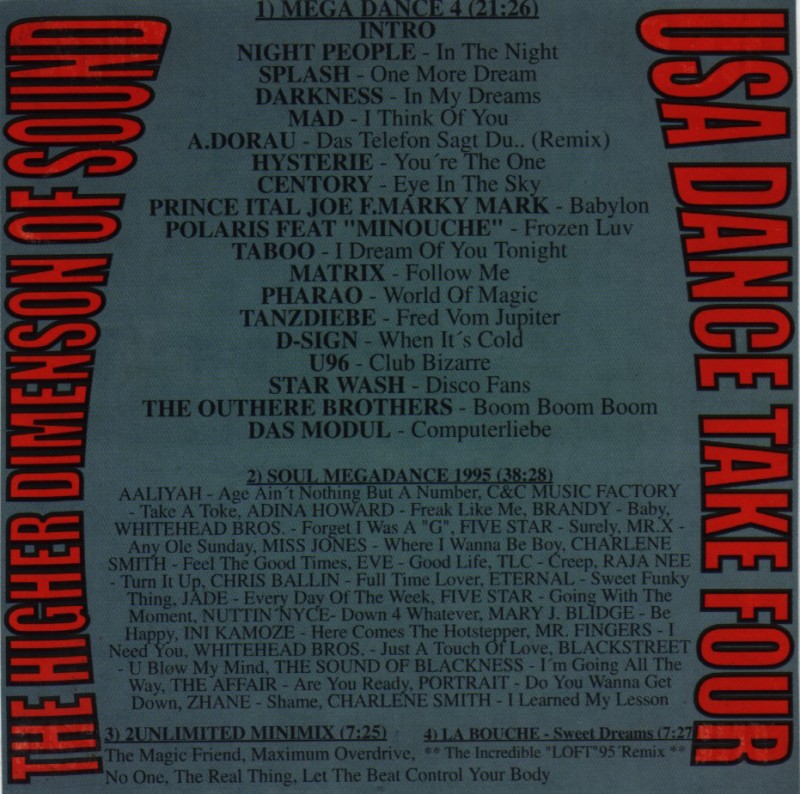 THE HIGHER DIMENSON OF SOUND
1) MEGA DANCE 4 (21:26)
INTRO
NIGHT PEOPLE - In The Night
SPLASH - One More Dream
DARKNESS - In My Dreams
MAD - I Think Of You
A.DORAU - Das Telefon Sagt Du.. (Remix)
HYSTERIE - You´re The One
CENTORY - Eye In The Sky
PRINCE ITAL JOE F.MARKY MARK - Babylon
POLARIS FEAT "MINOUCHE" - Frozen Luv
TABOO - I Dream Of You Tonight
MATRIX - Follow Me
PHARAO - World Of Magic
TANZDIEBE - Fred Vom Jupiter
D-SIGN - When It´s Cold
U96 - Club Bizarre
STAR WASH - Disco Fans
THE OUTHERE BROTHERS - Boom Boom Boom
DAS MODUL - Computerliebe
2) SOUL MEGADANCE 1995 (38:28)
AALIYAH - Age Ain´t Nothing But A Number, C&C MUSIC FACTORY
- Take A Toke, ADINA HOWARD - Freak Like Me, BRANDY - Baby,
WHITEHEAD BROS. - Forget I Was A "G", FIVE STAR - Surely, MR.X -
Any Ole Sunday, MISS JONES - Where I Wanna Be Boy, CHARLENE
SMITH - Feel The Good Times, EVE - Good Life, TLC - Creep, RAJA NEE
- Turn It Up, CHRIS BALLIN - Full Time Lover, ETERNAL - Sweet Funky
Thing, JADE - Every Day Of The Week, FIVE STAR - Going With The
Moment, NUTTIN´NYCE- Down 4 Whatever, MARY J. BLIDGE - Be
Happy, INI KAMOZE - Here Comes The Hotstepper, MR. FINGERS - I
Need You, WHITEHEAD BROS. - Just A Touch Of Love, BLACKSTREET
- U Blow My Mind, THE SOUND OF BLACKNESS - I´m Going All The
Way, THE AFFAIR - Are You Ready, PORTRAIT - Do You Wanna Get
Down, ZHANE - Shame, CHARLENE SMITH - I Learned My Lesson
3) 2UNLIMITED MINIMIX (7:25)
The Magic Friend, Maximum Overdrive,
No One, The Real Thing, Let The Beat Control Your Body
4) LA BOUCHE - Sweet Dreams (7:27
** The Incredible "LOFT"95´Remix **
USA DANCE TAKE FOUR